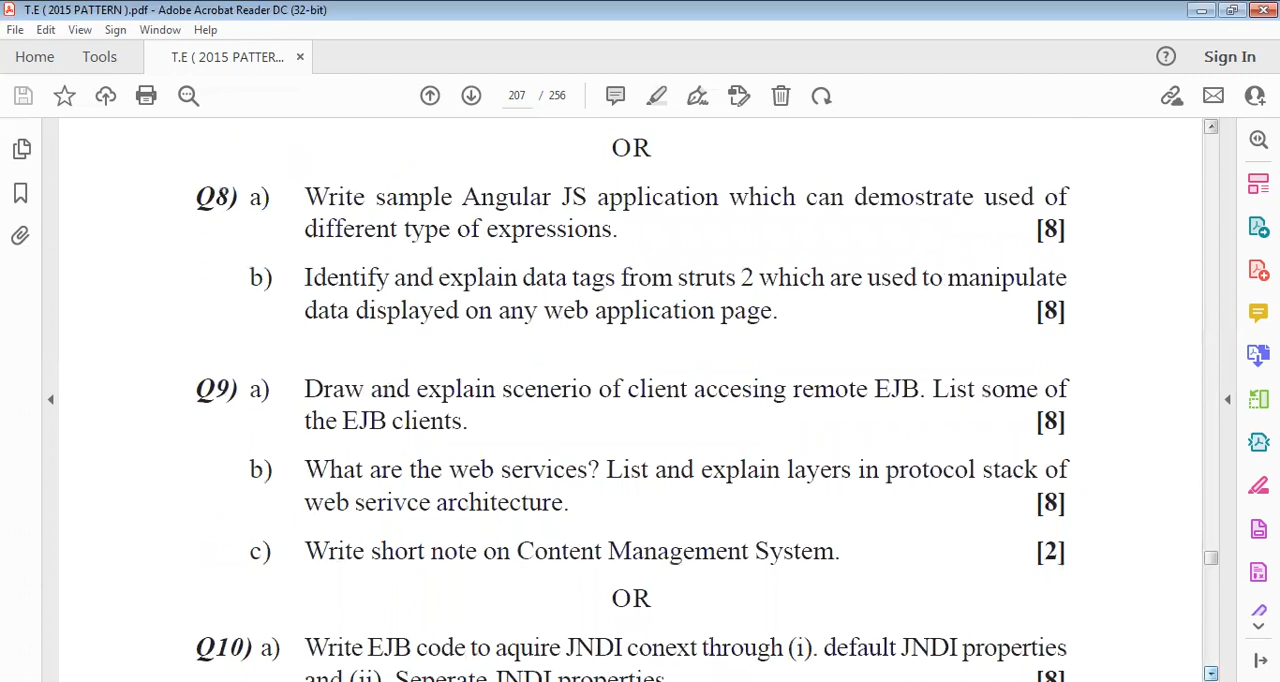 T.E ( 2015 PATTERN ).pdf - Adobe Acrobat Reader DC (32-bit)
File Edit View Sign Window Help
Home Tools T.E ( 2015 PATTER... × Sign In
207 / 256
OR
Q8) a) Write sample Angular JS application which can demostrate used of
different type of expressions. [8]
b) Identify and explain data tags from struts 2 which are used to manipulate
data displayed on any web application page. [8]
Q9) a) Draw and explain scenerio of client accesing remote EJB. List some of
the EJB clients. [8]
b) What are the web services? List and explain layers in protocol stack of
web serivce architecture. [8]
c) Write short note on Content Management System. [2]
OR
Q10) a) Write EJB code to aquire JNDI conext through (i). default JNDI properties
and (ii). Seperate JNDI properties. [8]